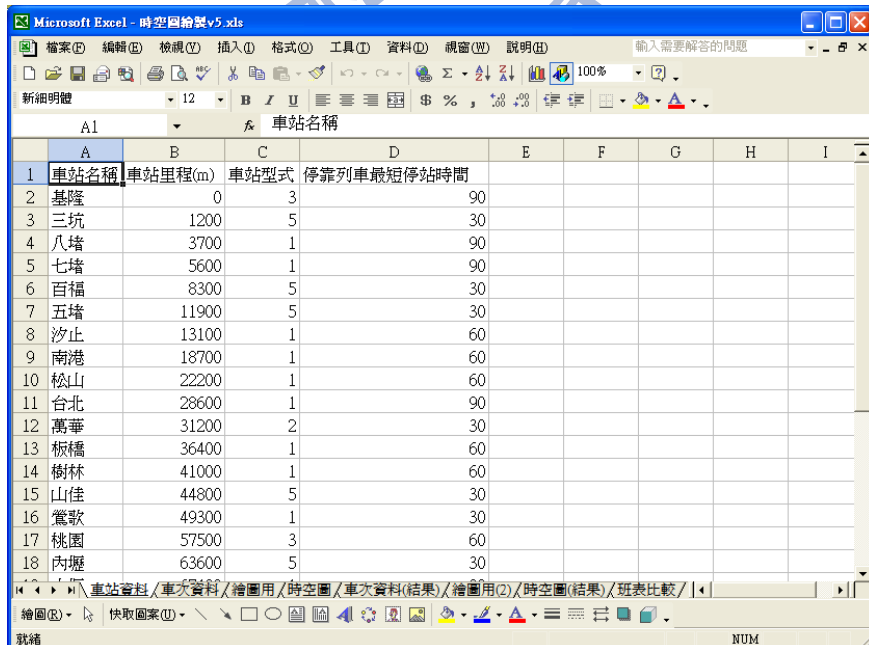 Microsoft Excel - 時空圖繪製v5.xls
檔案(F) 編輯(E) 檢視(V) 插入(I) 格式(O) 工具(T) 資料(D) 視窗(W) 說明(H) 輸入需要解答的問題
100%
新細明體 12 B I U $ % ,
A1 fx 車站名稱
A B C D E F G H I
1 車站名稱 車站里程(m) 車站型式 停靠列車最短停站時間
2 基隆 0 3 90
3 三坑 1200 5 30
4 八堵 3700 1 90
5 七堵 5600 1 90
6 百福 8300 5 30
7 五堵 11900 5 30
8 汐止 13100 1 60
9 南港 18700 1 60
10 松山 22200 1 60
11 台北 28600 1 90
12 萬華 31200 2 30
13 板橋 36400 1 60
14 樹林 41000 1 60
15 山佳 44800 5 30
16 鶯歌 49300 1 30
17 桃園 57500 3 60
18 內壢 63600 5 30
車站資料 / 車次資料 / 繪圖用 / 時空圖 / 車次資料(結果) / 繪圖用(2) / 時空圖(結果) / 班表比較 /
繪圖(R) 快取圖案(U)
就緒 NUM